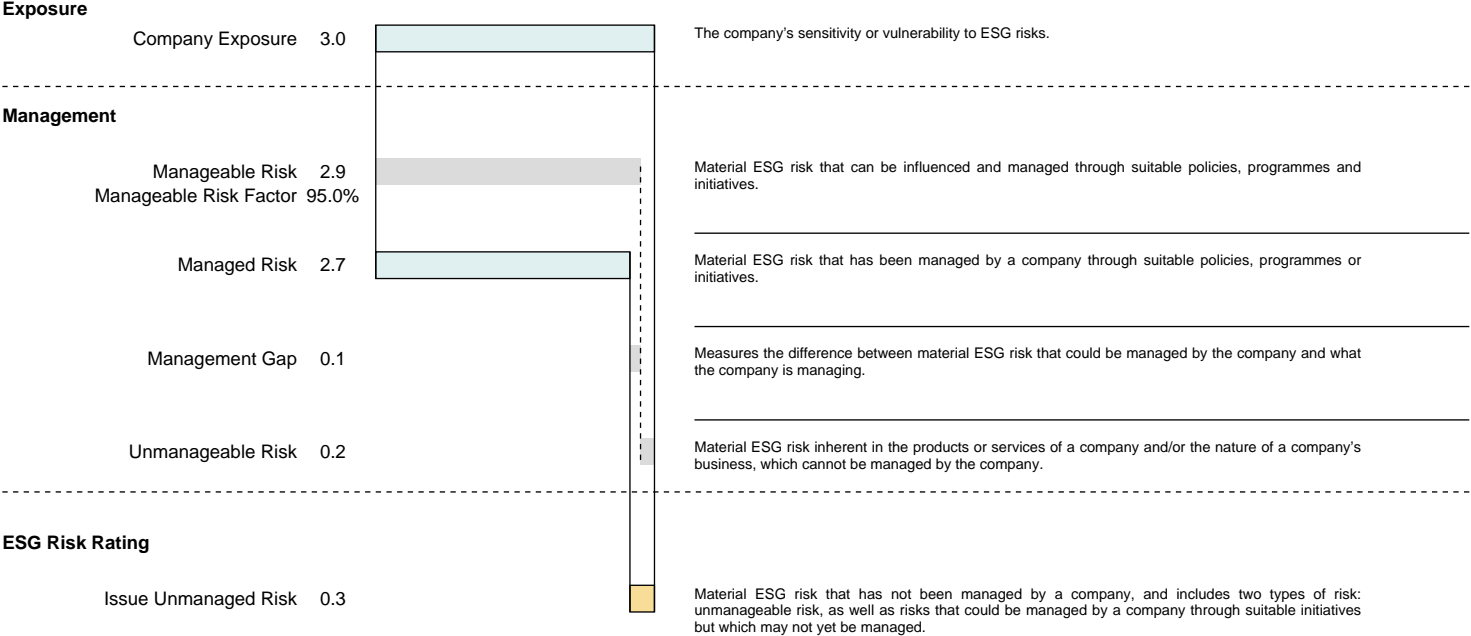 Exposure
Company Exposure 3.0
The company’s sensitivity or vulnerability to ESG risks.
Management
Manageable Risk 2.9
Manageable Risk Factor 95.0%
Material ESG risk that can be influenced and managed through suitable policies, programmes and
initiatives.
Managed Risk 2.7
Material ESG risk that has been managed by a company through suitable policies, programmes or
initiatives.
Management Gap 0.1
Measures the difference between material ESG risk that could be managed by the company and what
the company is managing.
Unmanageable Risk 0.2
Material ESG risk inherent in the products or services of a company and/or the nature of a company’s
business, which cannot be managed by the company.
ESG Risk Rating
Issue Unmanaged Risk 0.3
Material ESG risk that has not been managed by a company, and includes two types of risk:
unmanageable risk, as well as risks that could be managed by a company through suitable initiatives
but which may not yet be managed.